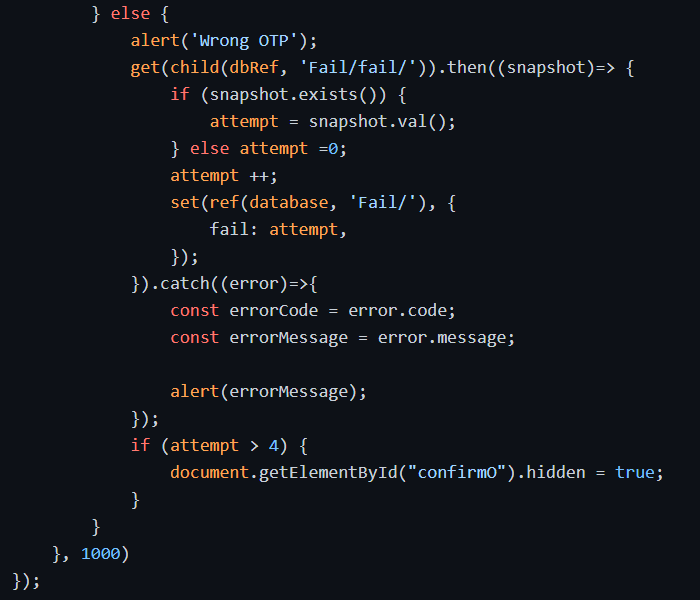 } else {
alert('Wrong OTP');
get(child(dbRef, 'Fail/fail/')).then((snapshot)=> {
if (snapshot.exists()) {
attempt = snapshot.val();
} else attempt =0;
attempt ++;
set(ref(database, 'Fail/'), {
fail: attempt,
});
}).catch((error)=>{
const errorCode = error.code;
const errorMessage = error.message;
alert(errorMessage);
});
if (attempt > 4) {
document.getElementById("confirmO").hidden = true;
}
}
}, 1000)
});